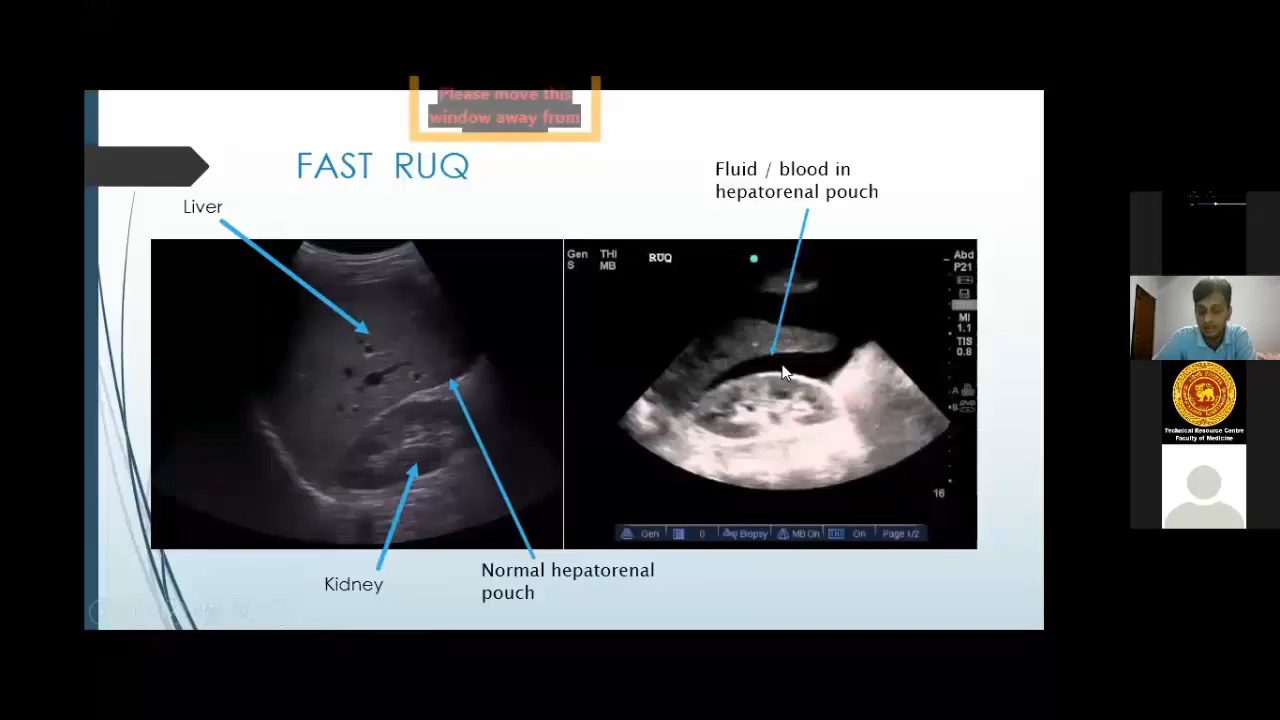 Please move this
window away from
FAST RUQ
Fluid / blood in
hepatorenal pouch
Liver
Gen
S
THI
MB
RUQ
Abd
P21
MI
1.1
TIS
0.8
A
B
16
Gen
0
Biopsy
MB On
On
Page 1/2
Kidney
Normal hepatorenal
pouch
Technical Resource Centre
Faculty of Medicine